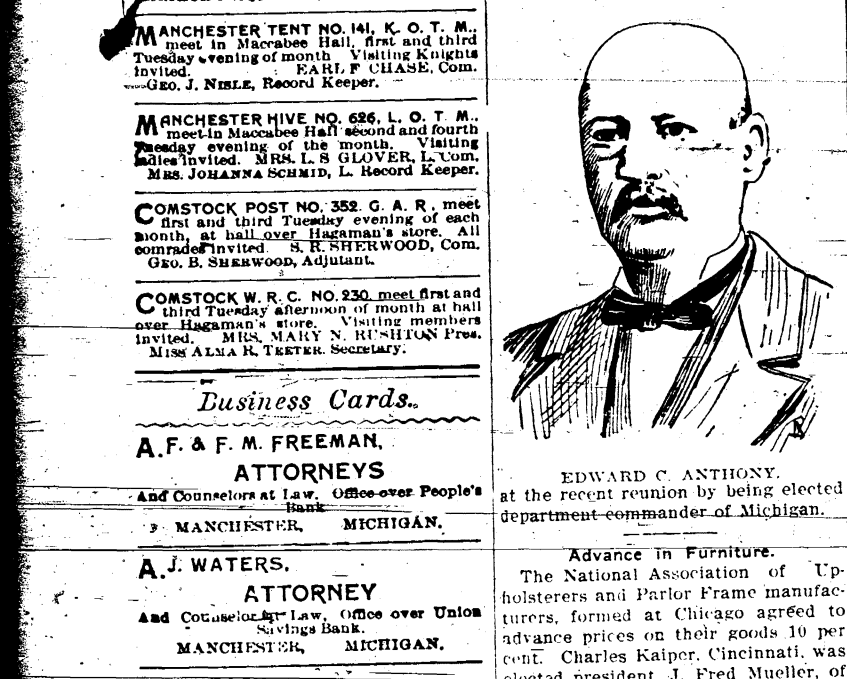 MANCHESTER TENT NO. 141, K. O. T. M.,
meet in Maccabee Hall, first and third
Tuesday evening of month Visiting Knights
invited. EARL F CHASE, Com.
GEO. J. NISLE, Record Keeper.
MANCHESTER HIVE NO. 626, L. O. T. M.,
meet in Maccabee Hall second and fourth
Tuesday evening of the month. Visiting
ladies invited. MRS. L. S GLOVER, L. Com.
MRS. JOHANNA SCHMID, L. Record Keeper.
COMSTOCK POST NO. 352. G. A. R, meet
first and third Tuesday evening of each
month, at hall over Hagaman's store. All
comrades invited. S. R. SHERWOOD, Com.
GEO. B. SHERWOOD, Adjutant.
COMSTOCK W. R. C. NO. 230. meet first and
third Tuesday afternoon of month at hall
over Hagaman's store. Visiting members
invited. MRS. MARY N. RUSHTON Pres.
MISS ALMA R. TEETER. Secretary.
Business Cards.
A. F. & F. M. FREEMAN,
ATTORNEYS
And Counselors at Law. Office over People's
Bank
MANCHESTER, MICHIGAN.
A. J. WATERS,
ATTORNEY
And Counselor at Law, Office over Union
Savings Bank.
MANCHESTER, MICHIGAN.
EDWARD C. ANTHONY.
at the recent reunion by being elected
department commander of Michigan.
Advance in Furniture.
The National Association of Up-
holsterers and Parlor Frame manufac-
turers, formed at Chicago agreed to
advance prices on their goods 10 per
cent. Charles Kaiper, Cincinnati, was
elected president J. Fred Mueller, of